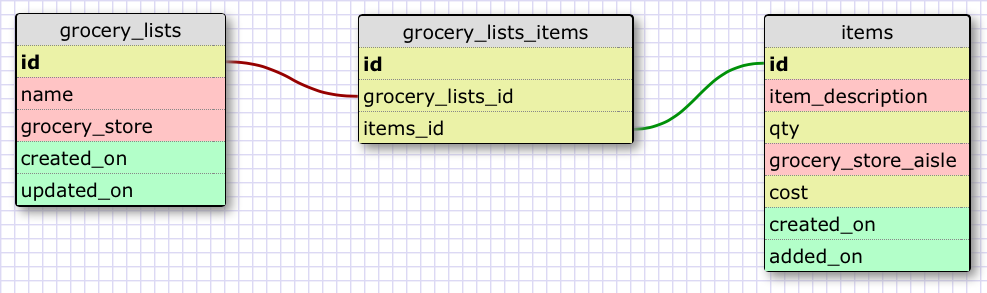 grocery_lists
id
name
grocery_store
created_on
updated_on
grocery_lists_items
id
grocery_lists_id
items_id
items
id
item_description
qty
grocery_store_aisle
cost
created_on
added_on